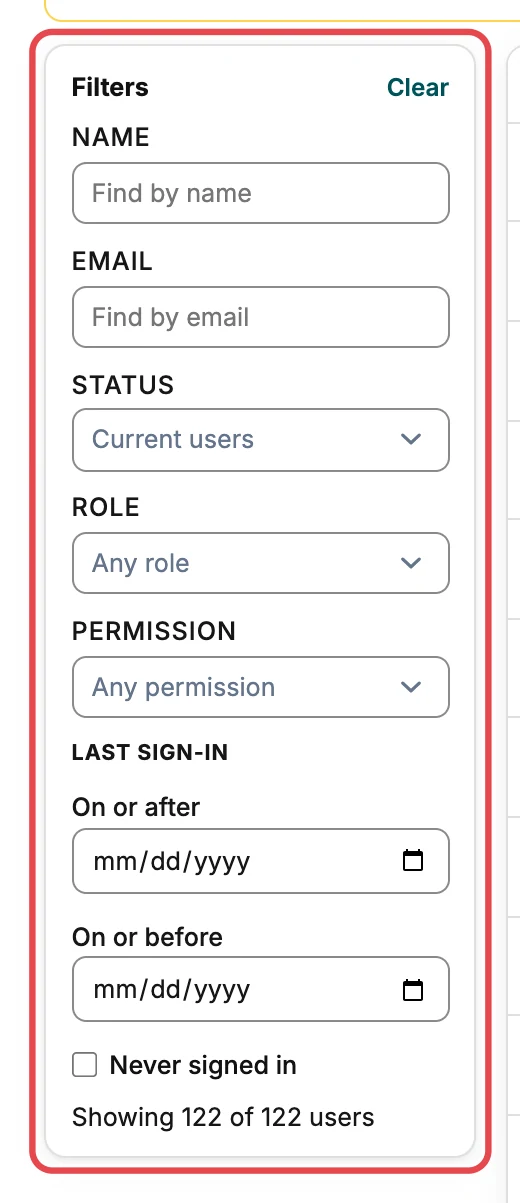 Filters
Clear
NAME
Find by name
EMAIL
Find by email
STATUS
Current users
ROLE
Any role
PERMISSION
Any permission
LAST SIGN-IN
On or after
mm/dd/yyyy
On or before
mm/dd/yyyy
Never signed in
Showing 122 of 122 users